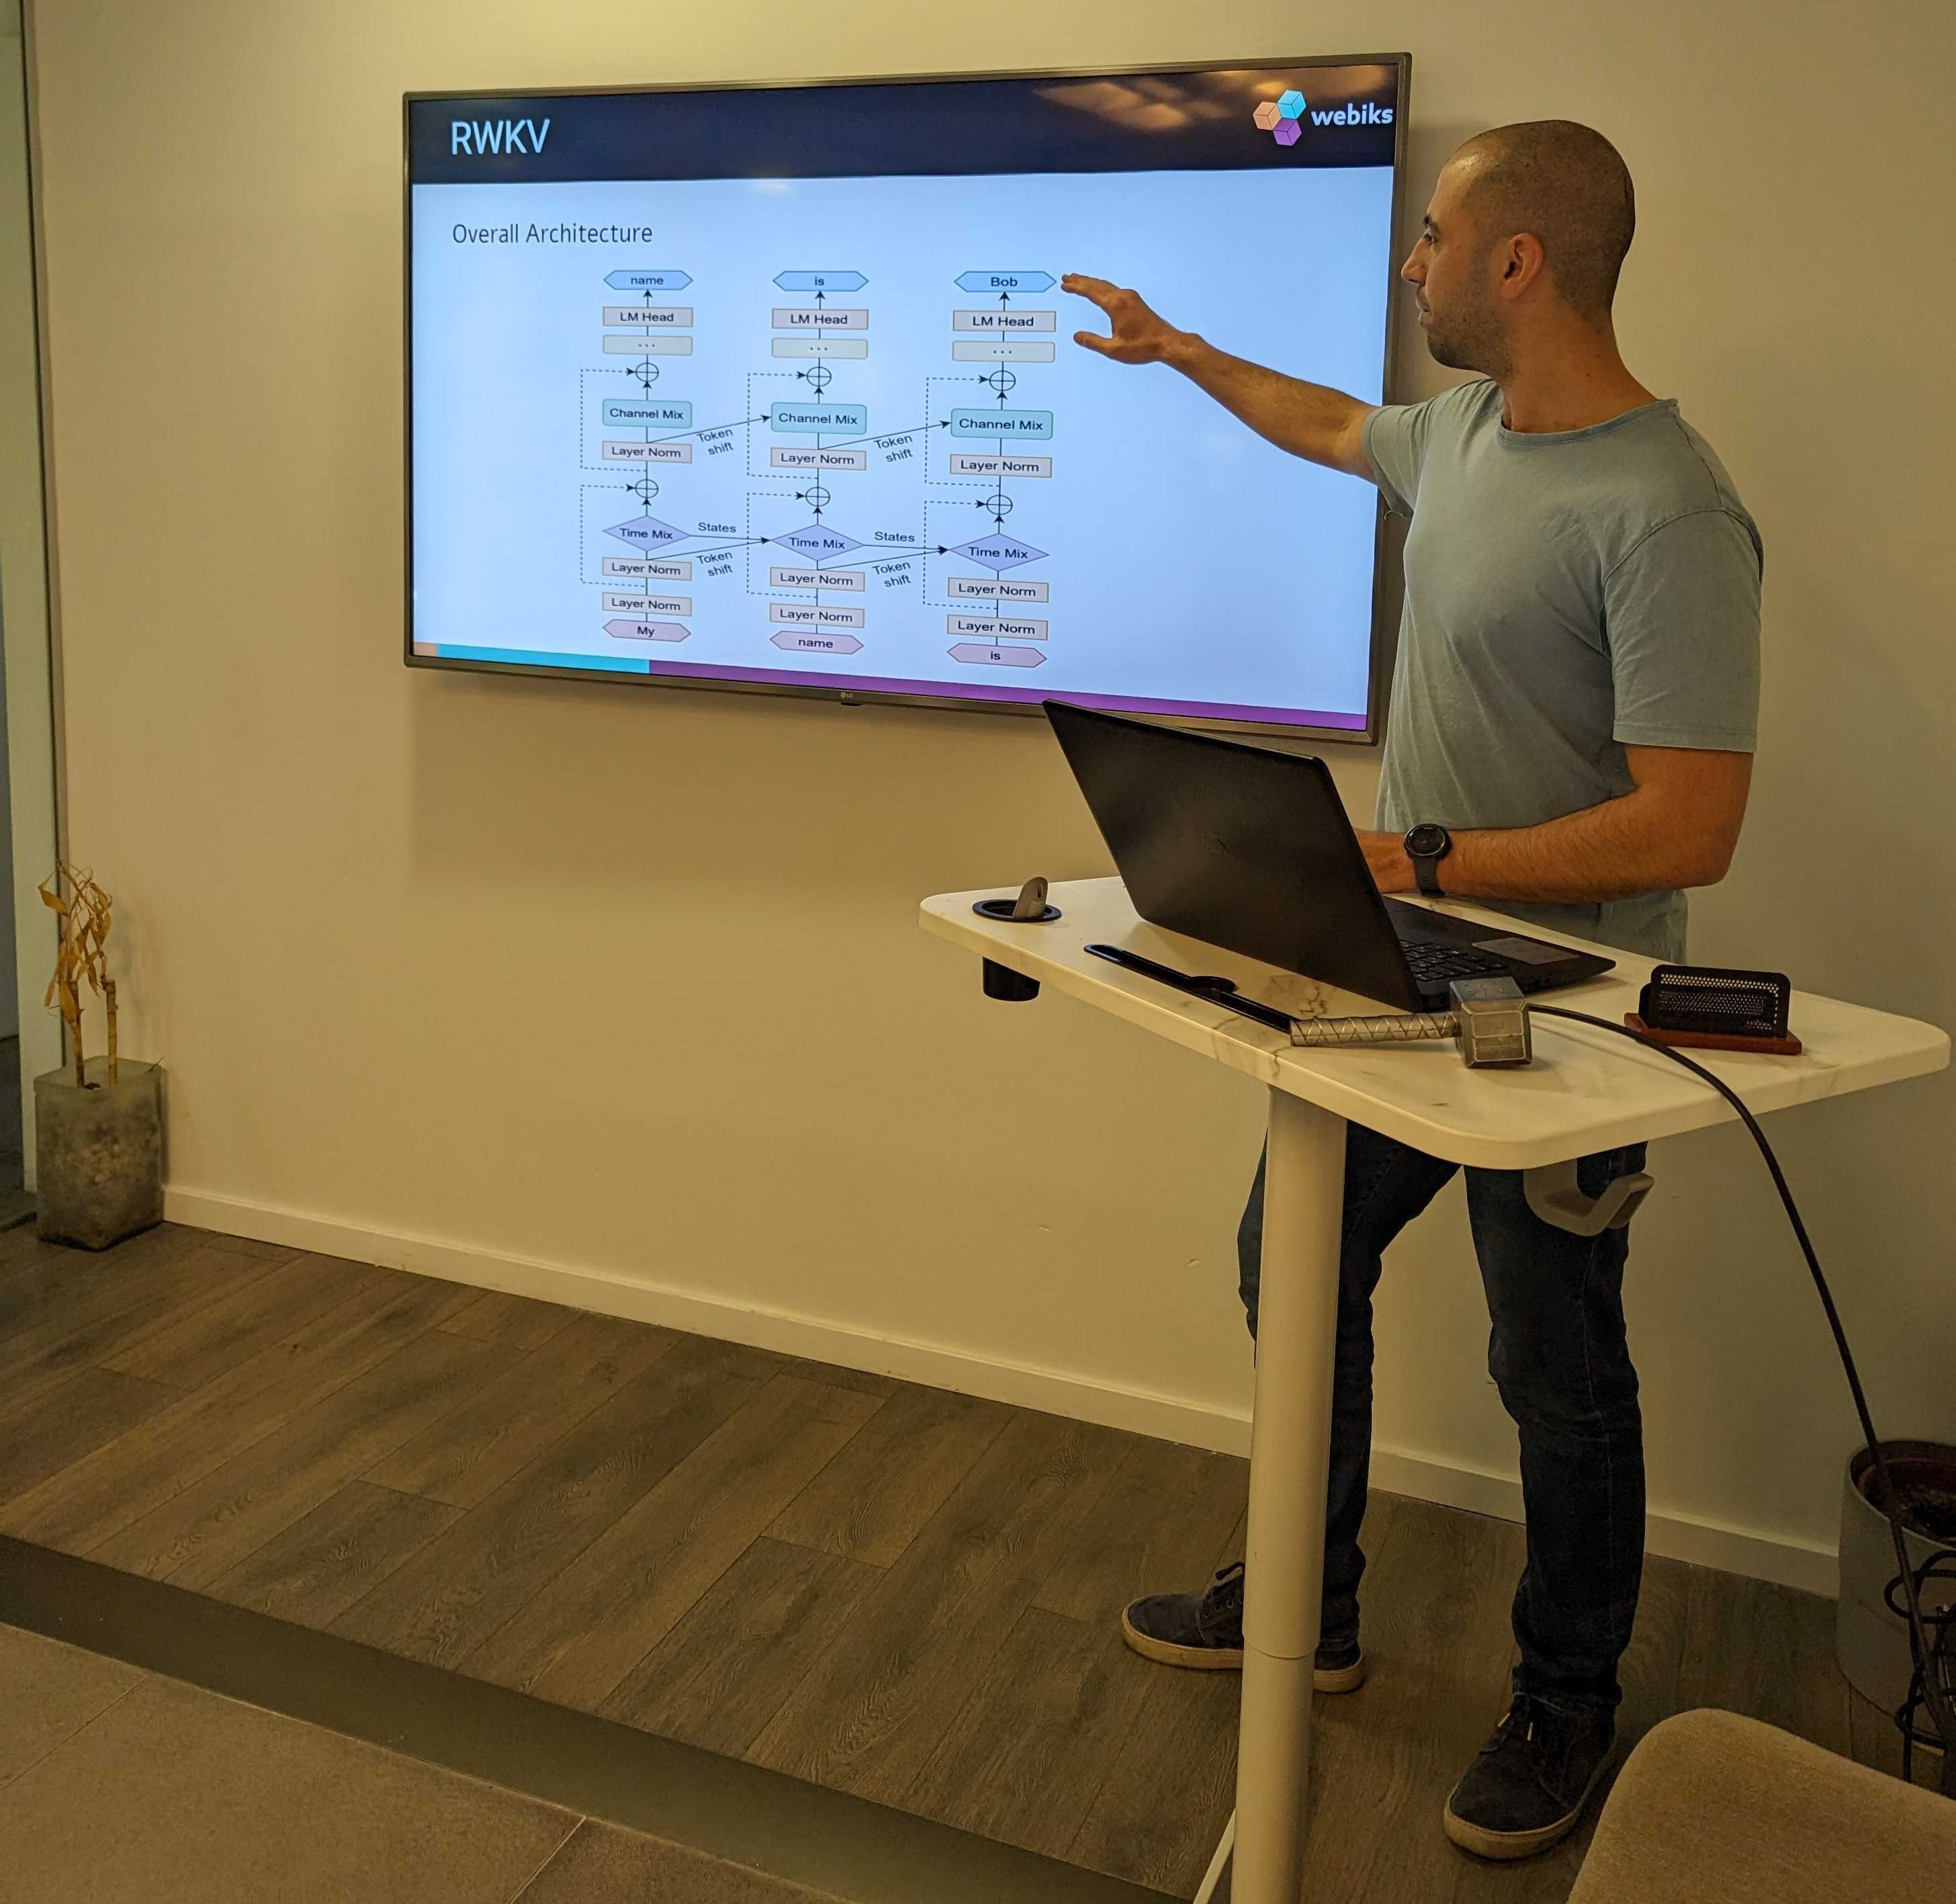 RWKV
webiks
Overall Architecture
name is Bob
LM Head LM Head LM Head
... ... ...
Channel Mix Channel Mix Channel Mix
Token shift Token shift
Layer Norm Layer Norm Layer Norm
Time Mix States Time Mix States Time Mix
Token shift Token shift
Layer Norm Layer Norm Layer Norm
Layer Norm Layer Norm Layer Norm
My name is
LG